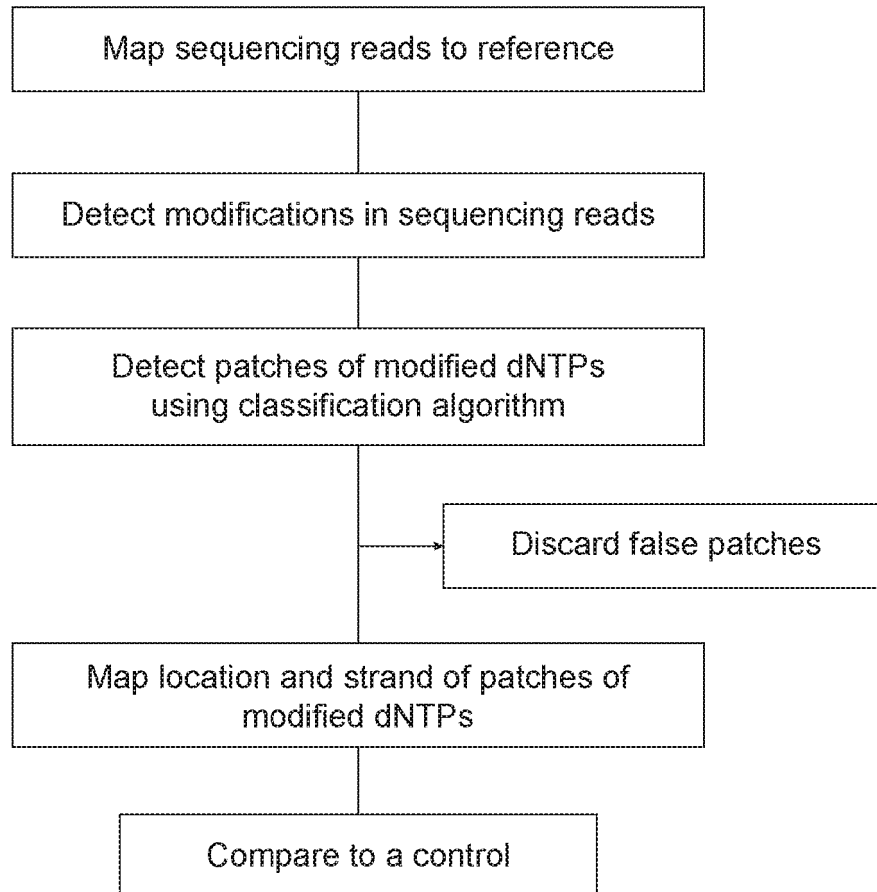 Map sequencing reads to reference
Detect modifications in sequencing reads
Detect patches of modified dNTPs
using classification algorithm
Discard false patches
Map location and strand of patches of
modified dNTPs
Compare to a control